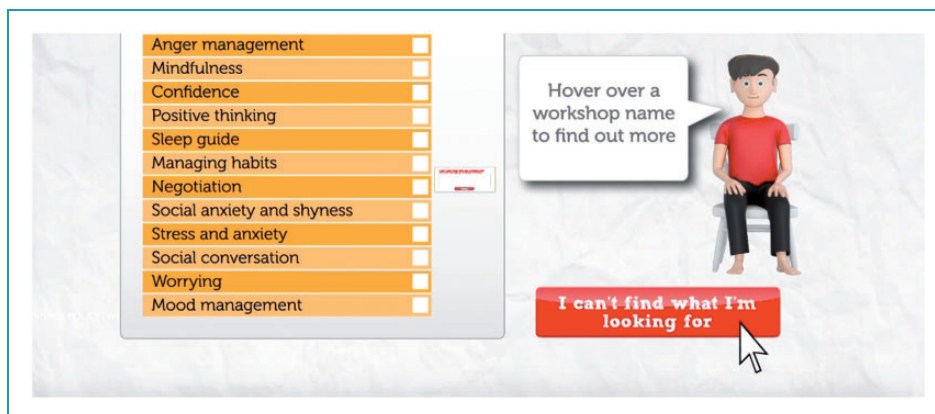 Anger management
Mindfulness
Confidence
Positive thinking
Sleep guide
Managing habits
Negotiation
Social anxiety and shyness
Stress and anxiety
Social conversation
Worrying
Mood management
Hover over a
workshop name
to find out more
I can't find what I'm
looking for